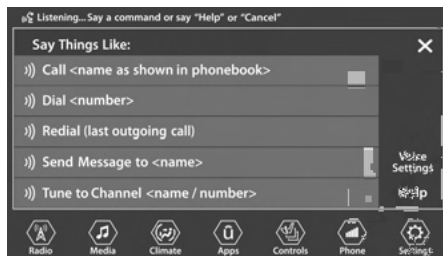 Listening...Say a command or say "Help" or "Cancel"
Say Things Like:
Call <name as shown in phonebook>
Dial <number>
Redial (last outgoing call)
Send Message to <name>
Tune to Channel <name / number>
Voice
Settings
Help
Radio
Media
Climate
Apps
Controls
Phone
Settings